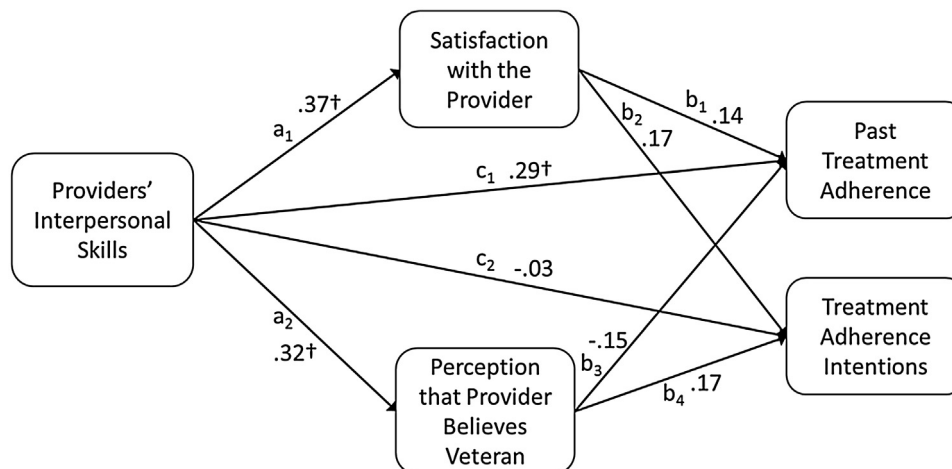 Satisfaction
with the
Provider
.37†
a₁
b₁ .14
b₂
.17
Past
Treatment
Adherence
Providers’
Interpersonal
Skills
c₁ .29†
c₂ -.03
a₂
.32†
Treatment
Adherence
Intentions
-.15
b₃
b₄ .17
Perception
that Provider
Believes
Veteran